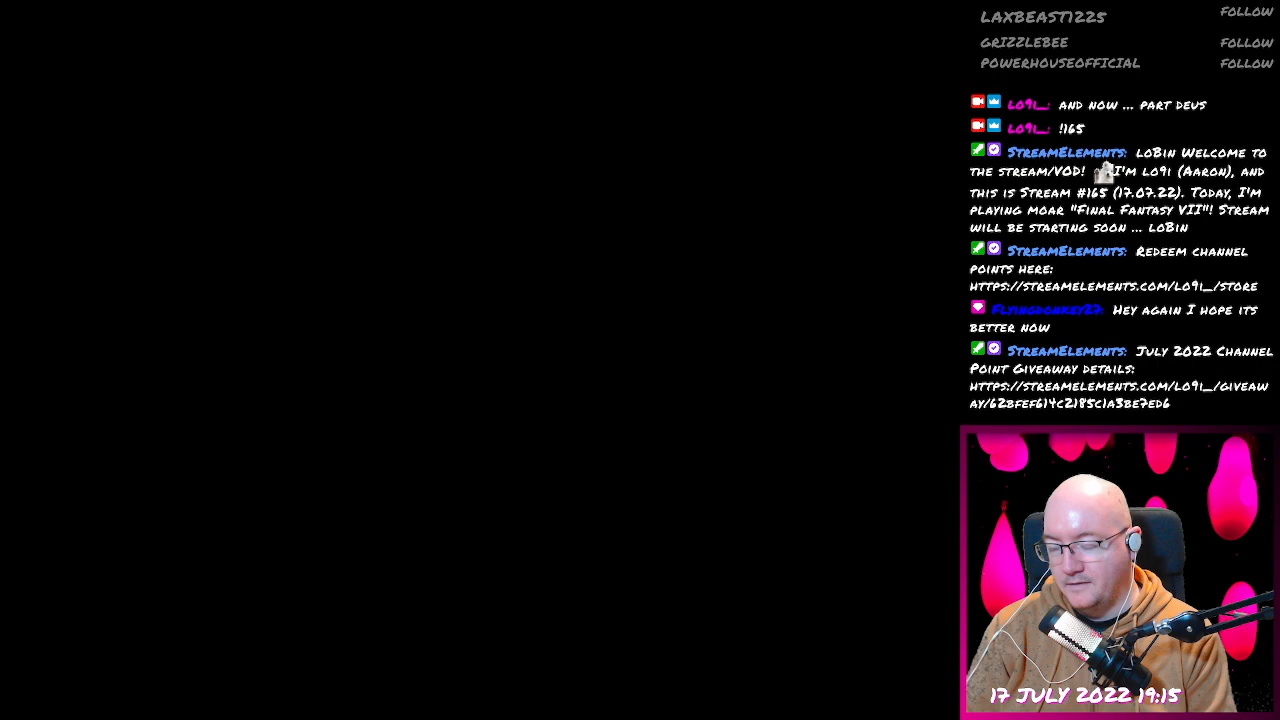 LAXBEAST1225 FOLLOW
GRIZZLEBEE FOLLOW
POWERHOUSEOFFICIAL FOLLOW
LO9I_: AND NOW ... PART DEUS
LO9I_: !165
STREAMELEMENTS: LOBIN WELCOME TO
THE STREAM/VOD! I'M LO9I (AARON), AND
THIS IS STREAM #165 (17.07.22). TODAY, I'M
PLAYING MOAR "FINAL FANTASY VII"! STREAM
WILL BE STARTING SOON ... LOBIN
STREAMELEMENTS: REDEEM CHANNEL
POINTS HERE:
HTTPS://STREAMELEMENTS.COM/LO9I_/STORE
FLYINGDONKEY27: HEY AGAIN I HOPE ITS
BETTER NOW
STREAMELEMENTS: JULY 2022 CHANNEL
POINT GIVEAWAY DETAILS:
HTTPS://STREAMELEMENTS.COM/LO9I_/GIVEAW
AY/62BFEF614C2185C1A3BE7ED6
17 JULY 2022 19:15